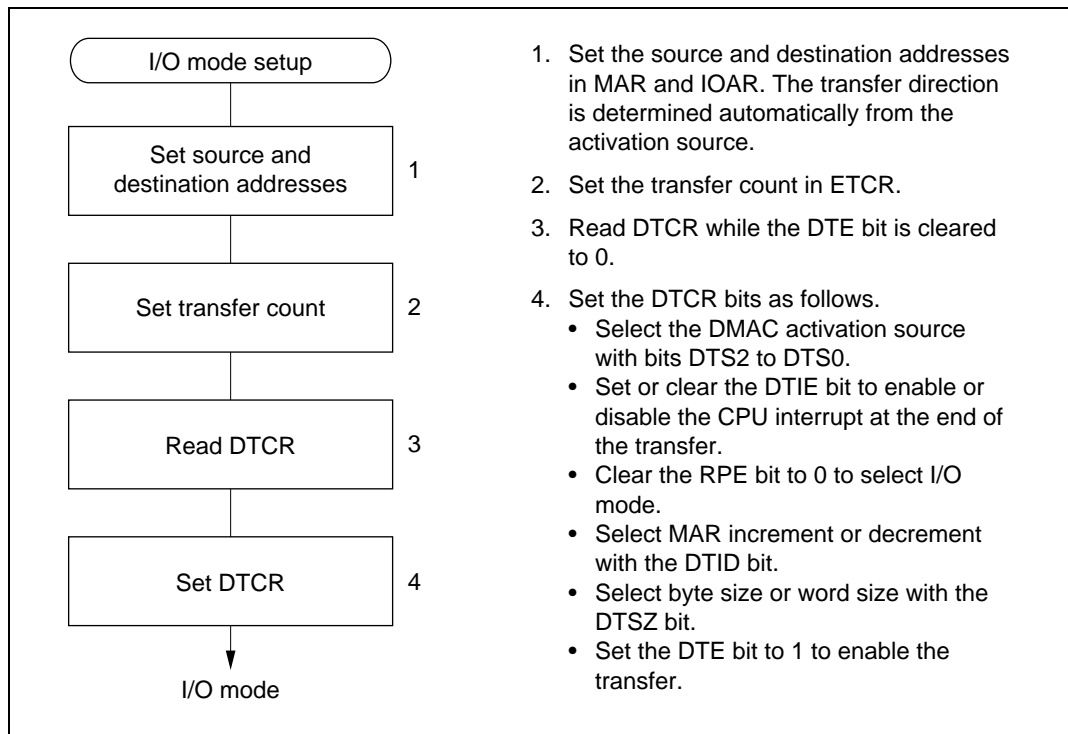 I/O mode setup
Set source and
destination addresses
1
Set transfer count
2
Read DTCR
3
Set DTCR
4
I/O mode
1. Set the source and destination addresses
in MAR and IOAR. The transfer direction
is determined automatically from the
activation source.
2. Set the transfer count in ETCR.
3. Read DTCR while the DTE bit is cleared
to 0.
4. Set the DTCR bits as follows.
• Select the DMAC activation source
with bits DTS2 to DTS0.
• Set or clear the DTIE bit to enable or
disable the CPU interrupt at the end of
the transfer.
• Clear the RPE bit to 0 to select I/O
mode.
• Select MAR increment or decrement
with the DTID bit.
• Select byte size or word size with the
DTSZ bit.
• Set the DTE bit to 1 to enable the
transfer.